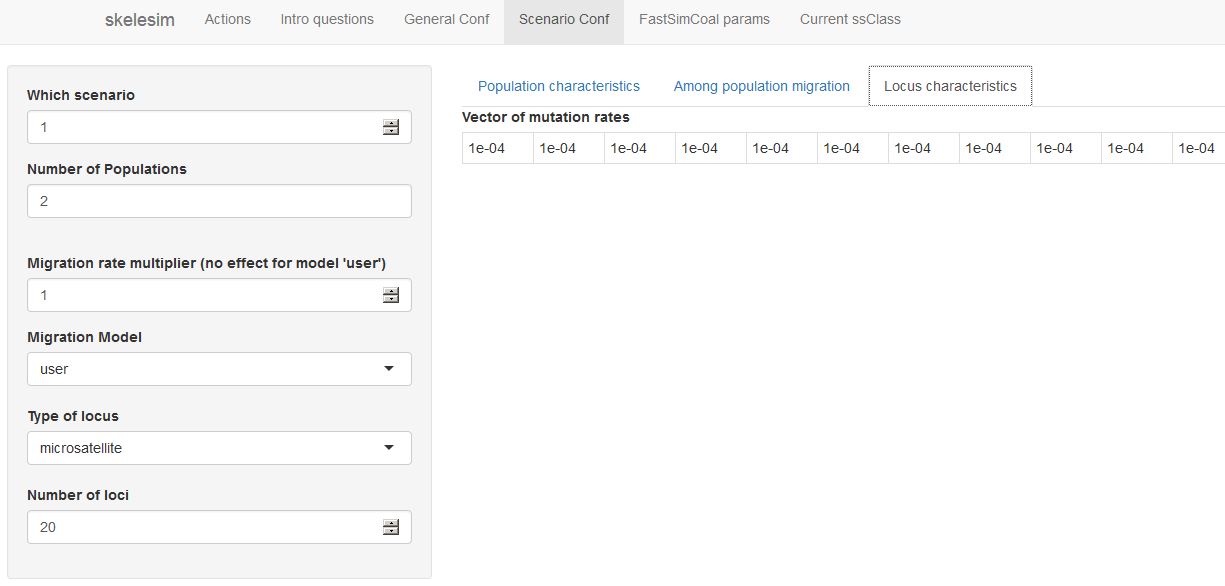 skelesim Actions Intro questions General Conf Scenario Conf FastSimCoal params Current ssClass
Which scenario
1
Number of Populations
2
Migration rate multiplier (no effect for model 'user')
1
Migration Model
user
Type of locus
microsatellite
Number of loci
20
Population characteristics Among population migration Locus characteristics
Vector of mutation rates
1e-04 1e-04 1e-04 1e-04 1e-04 1e-04 1e-04 1e-04 1e-04 1e-04 1e-04